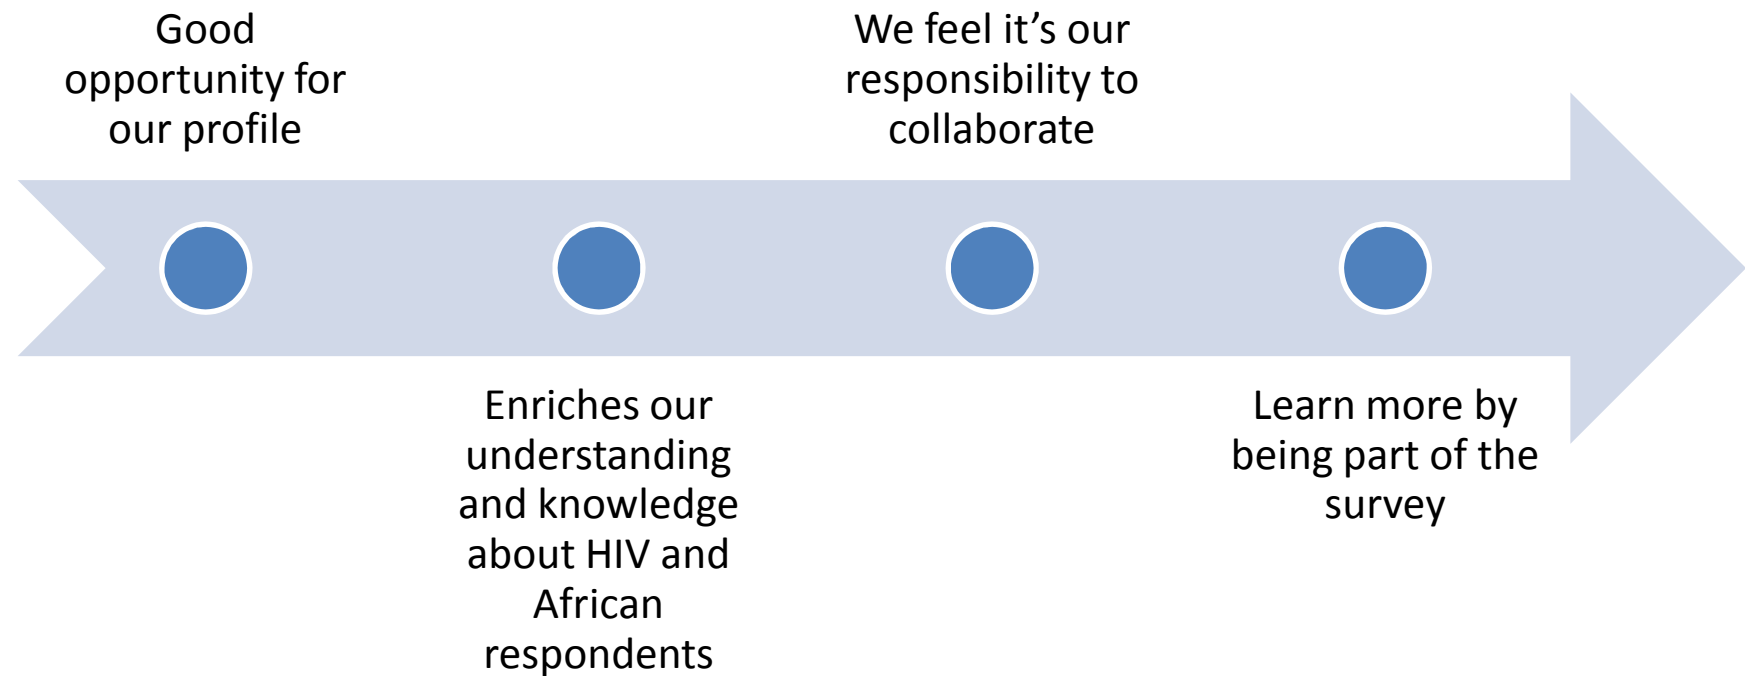 Good
opportunity for
our profile
Enriches our
understanding
and knowledge
about HIV and
African
respondents
We feel it’s our
responsibility to
collaborate
Learn more by
being part of the
survey